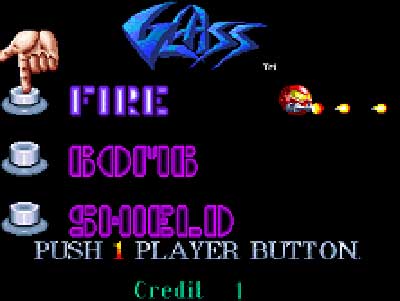 GLASS
TM
FIRE
BOMB
SHIELD
PUSH 1 PLAYER BUTTON.
Credit 1